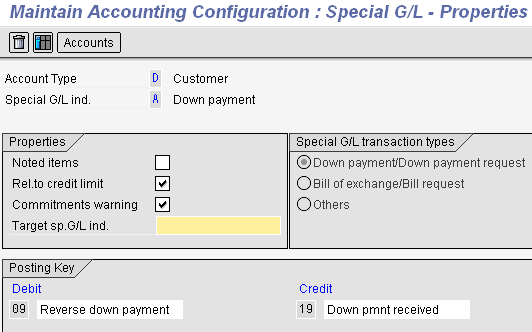 Maintain Accounting Configuration : Special G/L - Properties
Accounts
Account Type D Customer
Special G/L ind. A Down payment
Properties Special G/L transaction types
Noted items Down payment/Down payment request
Rel.to credit limit Bill of exchange/Bill request
Commitments warning Others
Target sp.G/L ind.
Posting Key
Debit Credit
09 Reverse down payment 19 Down pmnt received